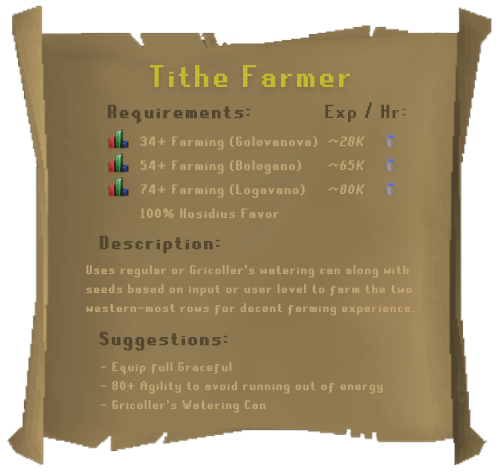 Tithe Farmer
Requirements: Exp / Hr:
34+ Farming (Golovanova) ~28K
54+ Farming (Bologano) ~65K
74+ Farming (Logavano) ~80K
100% Hosidius Favor
Description:
Uses regular or Gricoller's watering can along with
seeds based on input or user level to farm the two
western-most rows for decent farming experience.
Suggestions:
- Equip full Graceful
- 80+ Agility to avoid running out of energy
- Gricoller's Watering Can